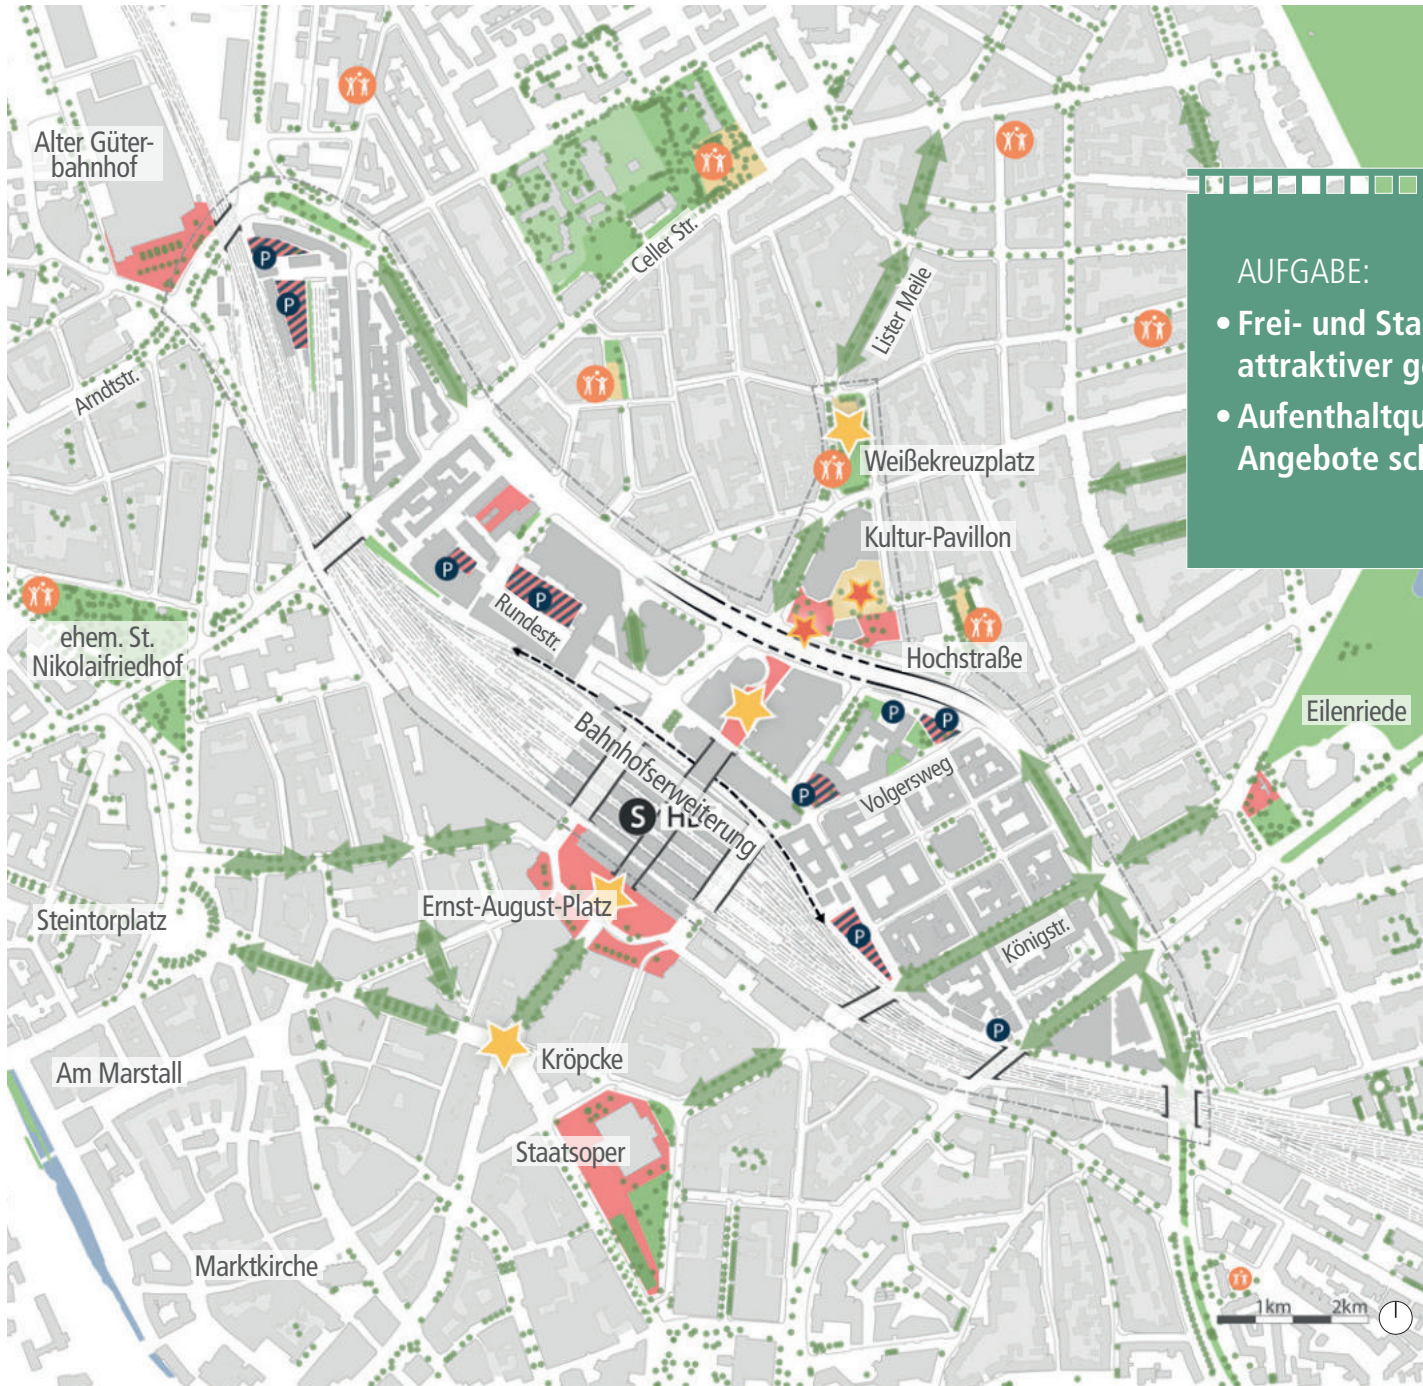 Alter Güter-
bahnhof
Celler Str.
Lister Meile
Arndtstr.
AUFGABE:
• Frei- und Sta
attraktiver g
• Aufenthaltqu
Angebote sc
P
P
Weißekreuzplatz
Kultur-Pavillon
P
P
Rundestr.
ehem. St.
Nikolaifriedhof
Hochstraße
Eilenriede
P
P
Bahnhofserweiterung
Volgersweg
P
S
Ernst-August-Platz
Steintorplatz
P
Königstr.
P
Kröpcke
Am Marstall
Staatsoper
Marktkirche
1km 2km